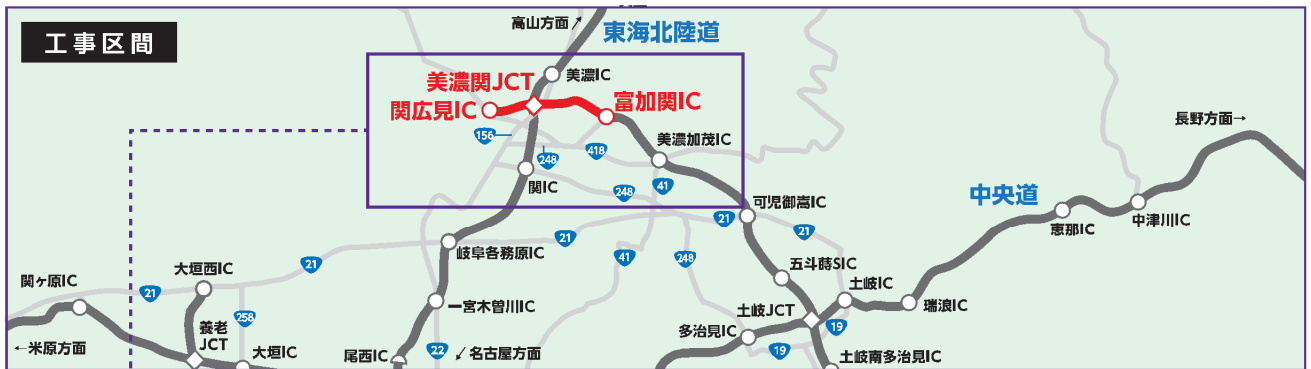 工事区間
高山方面
東海北陸道
美濃IC
美濃関JCT
関広見IC
富加関IC
156
248
418
美濃加茂IC
41
関IC
248
長野方面→
中央道
可児御嵩IC
21
21
恵那IC
中津川IC
21
岐阜各務原IC
41
248
五斗蒔SIC
大垣西IC
21
関ヶ原IC
21
土岐IC
瑞浪IC
一宮木曽川IC
土岐JCT
258
養老
JCT
多治見IC
19
←米原方面
大垣IC
尾西IC
22
↙名古屋方面
19
土岐南多治見IC